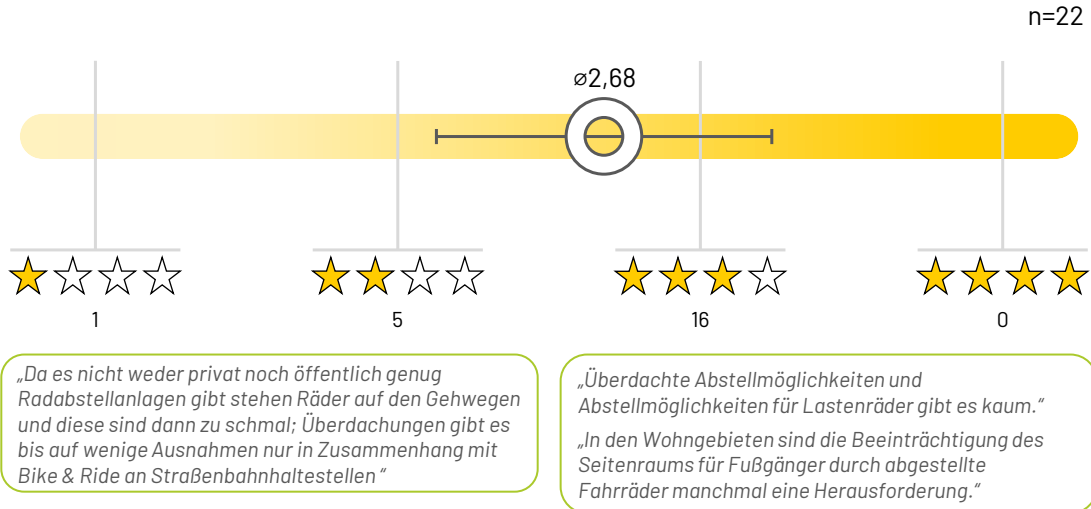 n=22
⌀2,68
1
5
16
0
„Da es nicht weder privat noch öffentlich genug
Radabstellanlagen gibt stehen Räder auf den Gehwegen
und diese sind dann zu schmal; Überdachungen gibt es
bis auf wenige Ausnahmen nur in Zusammenhang mit
Bike & Ride an Straßenbahnhaltestellen “
„Überdachte Abstellmöglichkeiten und
Abstellmöglichkeiten für Lastenräder gibt es kaum.“
„In den Wohngebieten sind die Beeinträchtigung des
Seitenraums für Fußgänger durch abgestellte
Fahrräder manchmal eine Herausforderung.“